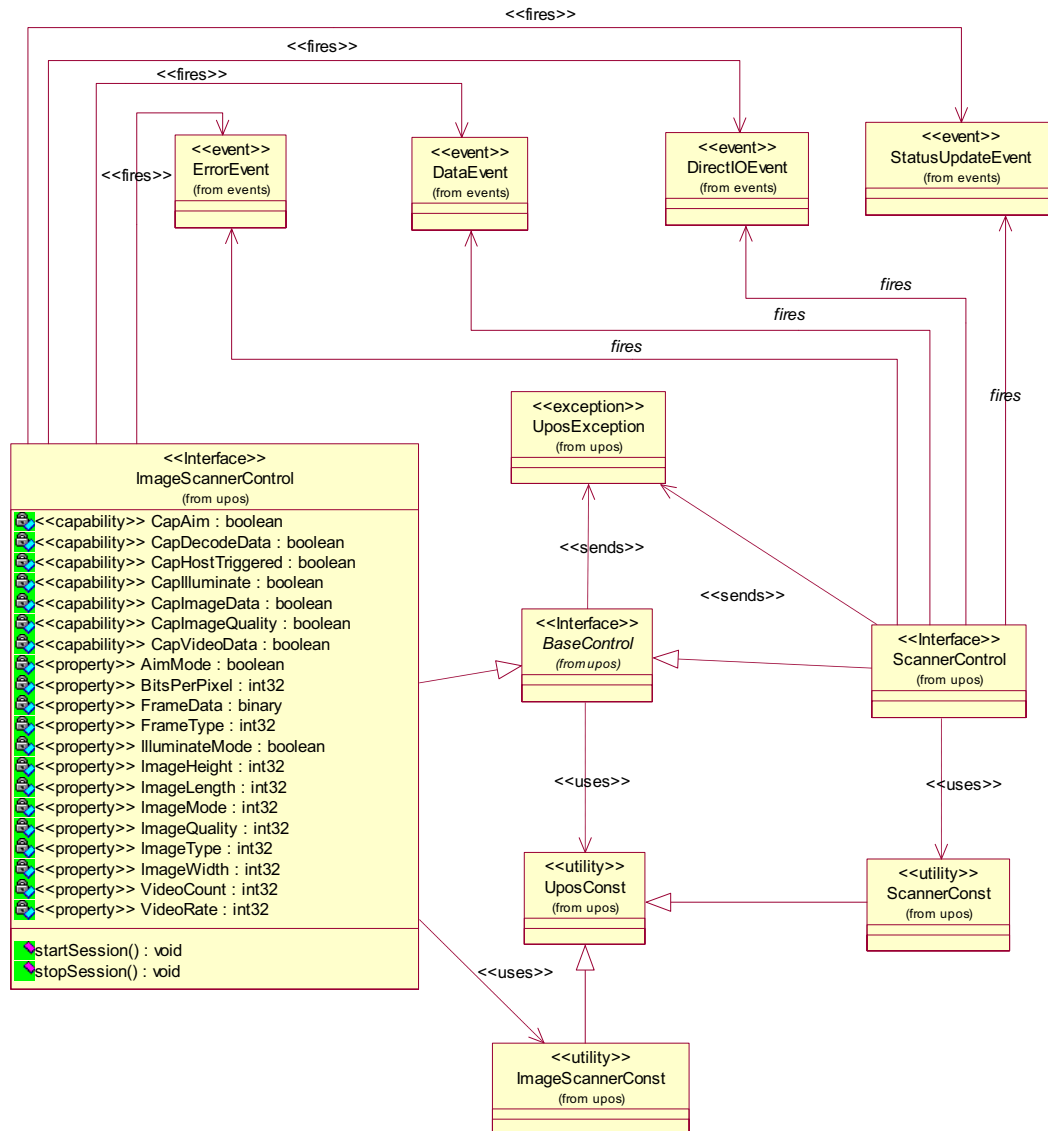 <<fires>>
<<fires>>
<<fires>>
<<fires>>
<<event>>
ErrorEvent
(from events)
<<event>>
DataEvent
(from events)
<<event>>
DirectIOEvent
(from events)
<<event>>
StatusUpdateEvent
(from events)
fires
fires
fires
fires
<<exception>>
UposException
(from upos)
<<Interface>>
ImageScannerControl
(from upos)
<<capability>> CapAim : boolean
<<capability>> CapDecodeData : boolean
<<capability>> CapHostTriggered : boolean
<<capability>> CapIlluminate : boolean
<<capability>> CapImageData : boolean
<<capability>> CapImageQuality : boolean
<<capability>> CapVideoData : boolean
<<property>> AimMode : boolean
<<property>> BitsPerPixel : int32
<<property>> FrameData : binary
<<property>> FrameType : int32
<<property>> IlluminateMode : boolean
<<property>> ImageHeight : int32
<<property>> ImageLength : int32
<<property>> ImageMode : int32
<<property>> ImageQuality : int32
<<property>> ImageType : int32
<<property>> ImageWidth : int32
<<property>> VideoCount : int32
<<property>> VideoRate : int32
startSession() : void
stopSession() : void
<<sends>>
<<sends>>
<<Interface>>
BaseControl
(from upos)
<<Interface>>
ScannerControl
(from upos)
<<uses>>
<<uses>>
<<utility>>
UposConst
(from upos)
<<utility>>
ScannerConst
(from upos)
<<uses>>
<<utility>>
ImageScannerConst
(from upos)